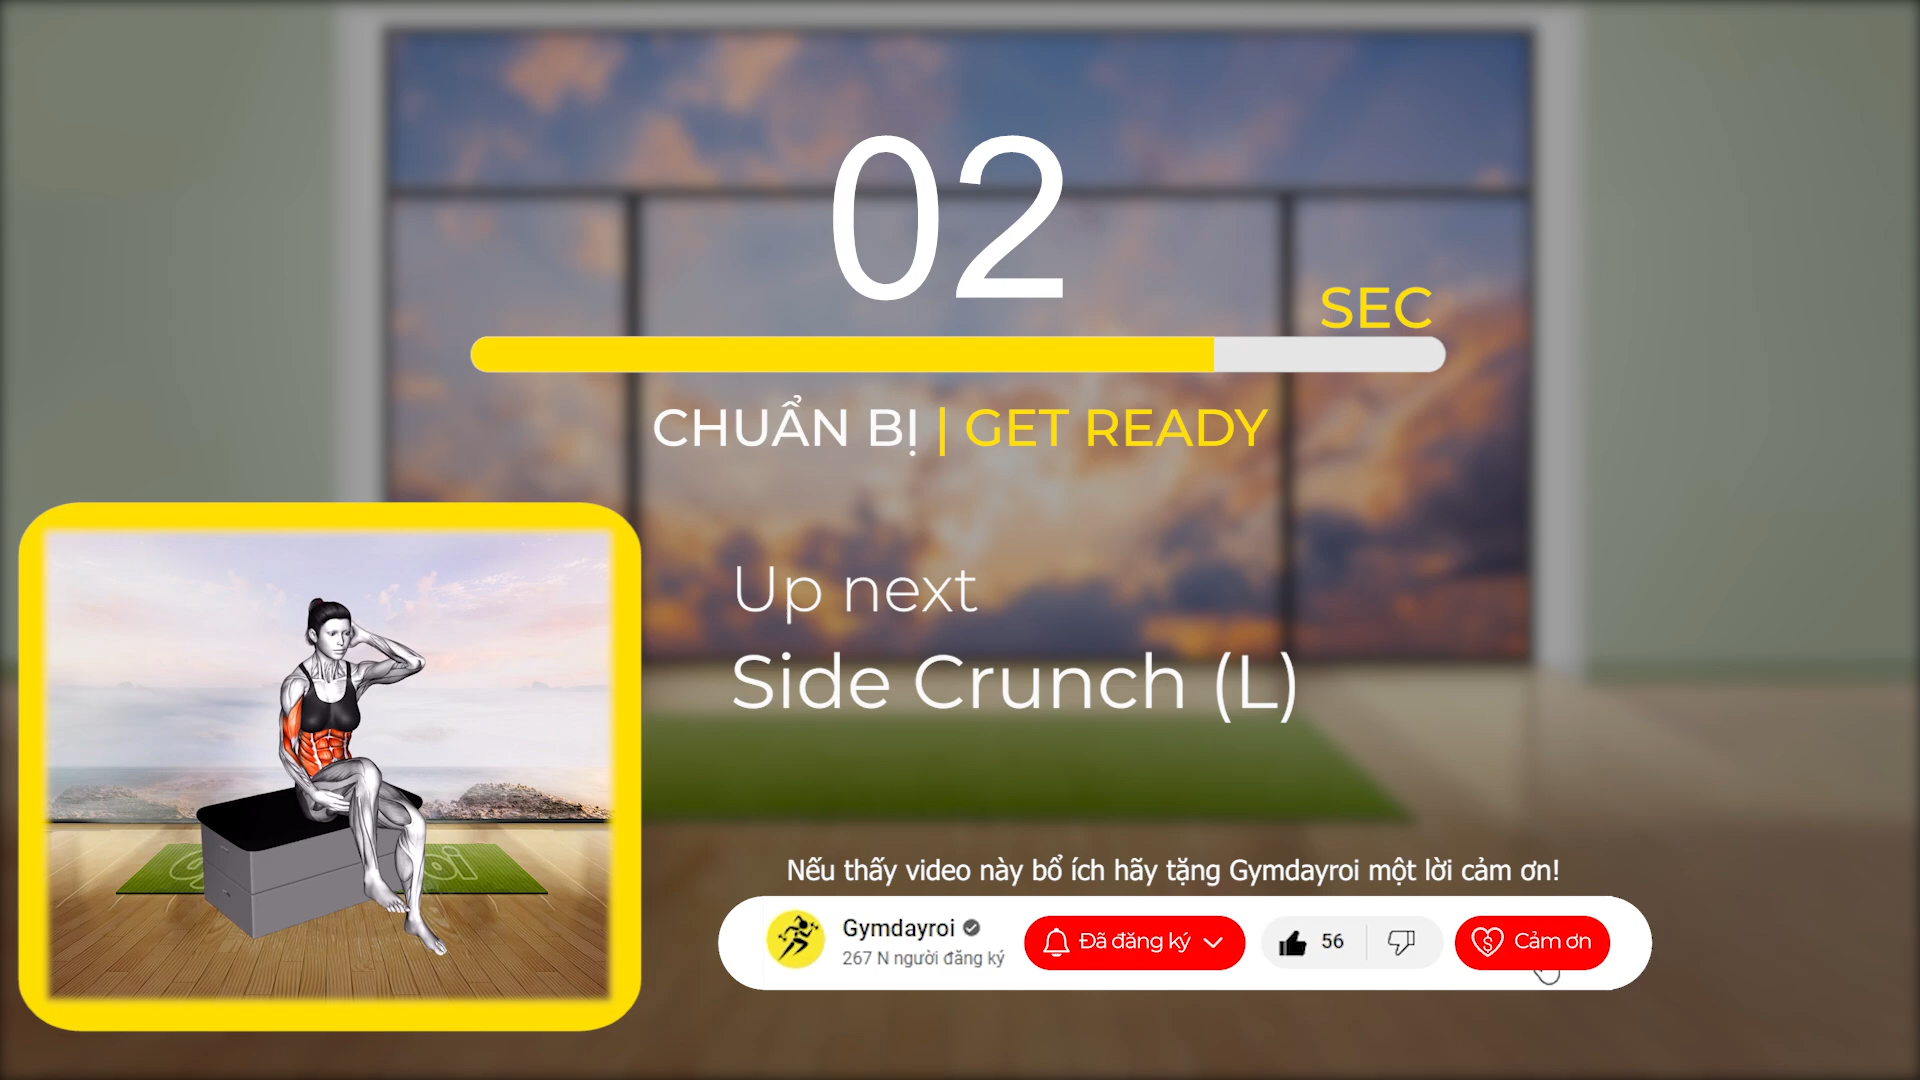 02
SEC
CHUẨN BỊ | GET READY
Up next
Side Crunch (L)
Nếu thấy video này bổ ích hãy tặng Gymdayroi một lời cảm ơn!
Gymdayroi
267 N người đăng ký
Đã đăng ký
56
Cảm ơn